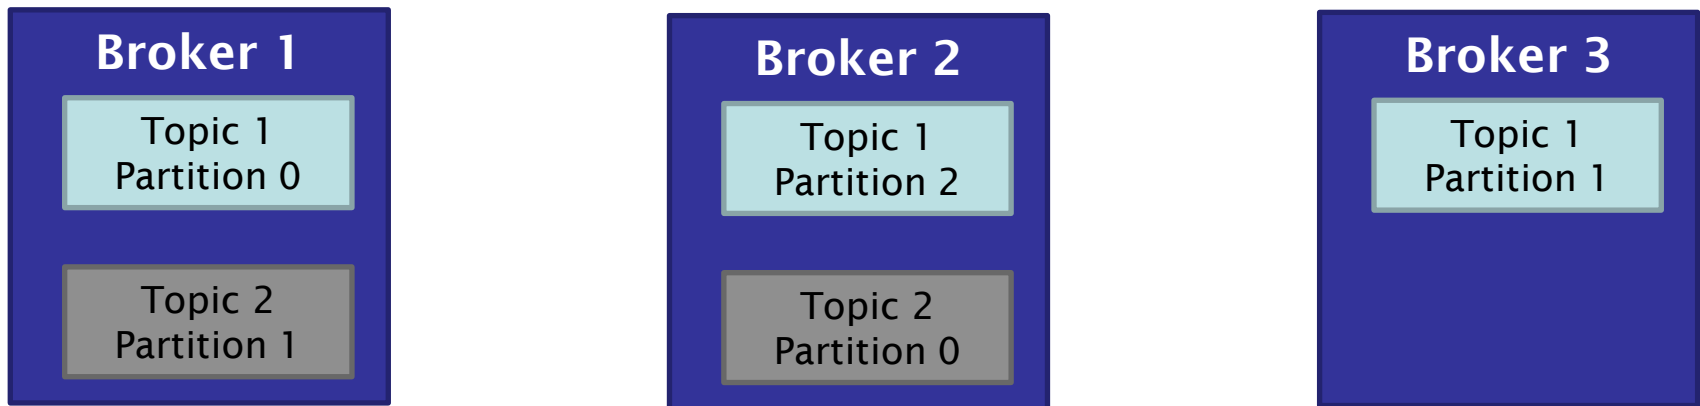 Broker 1
Topic 1
Partition 0
Topic 2
Partition 1
Broker 2
Topic 1
Partition 2
Topic 2
Partition 0
Broker 3
Topic 1
Partition 1